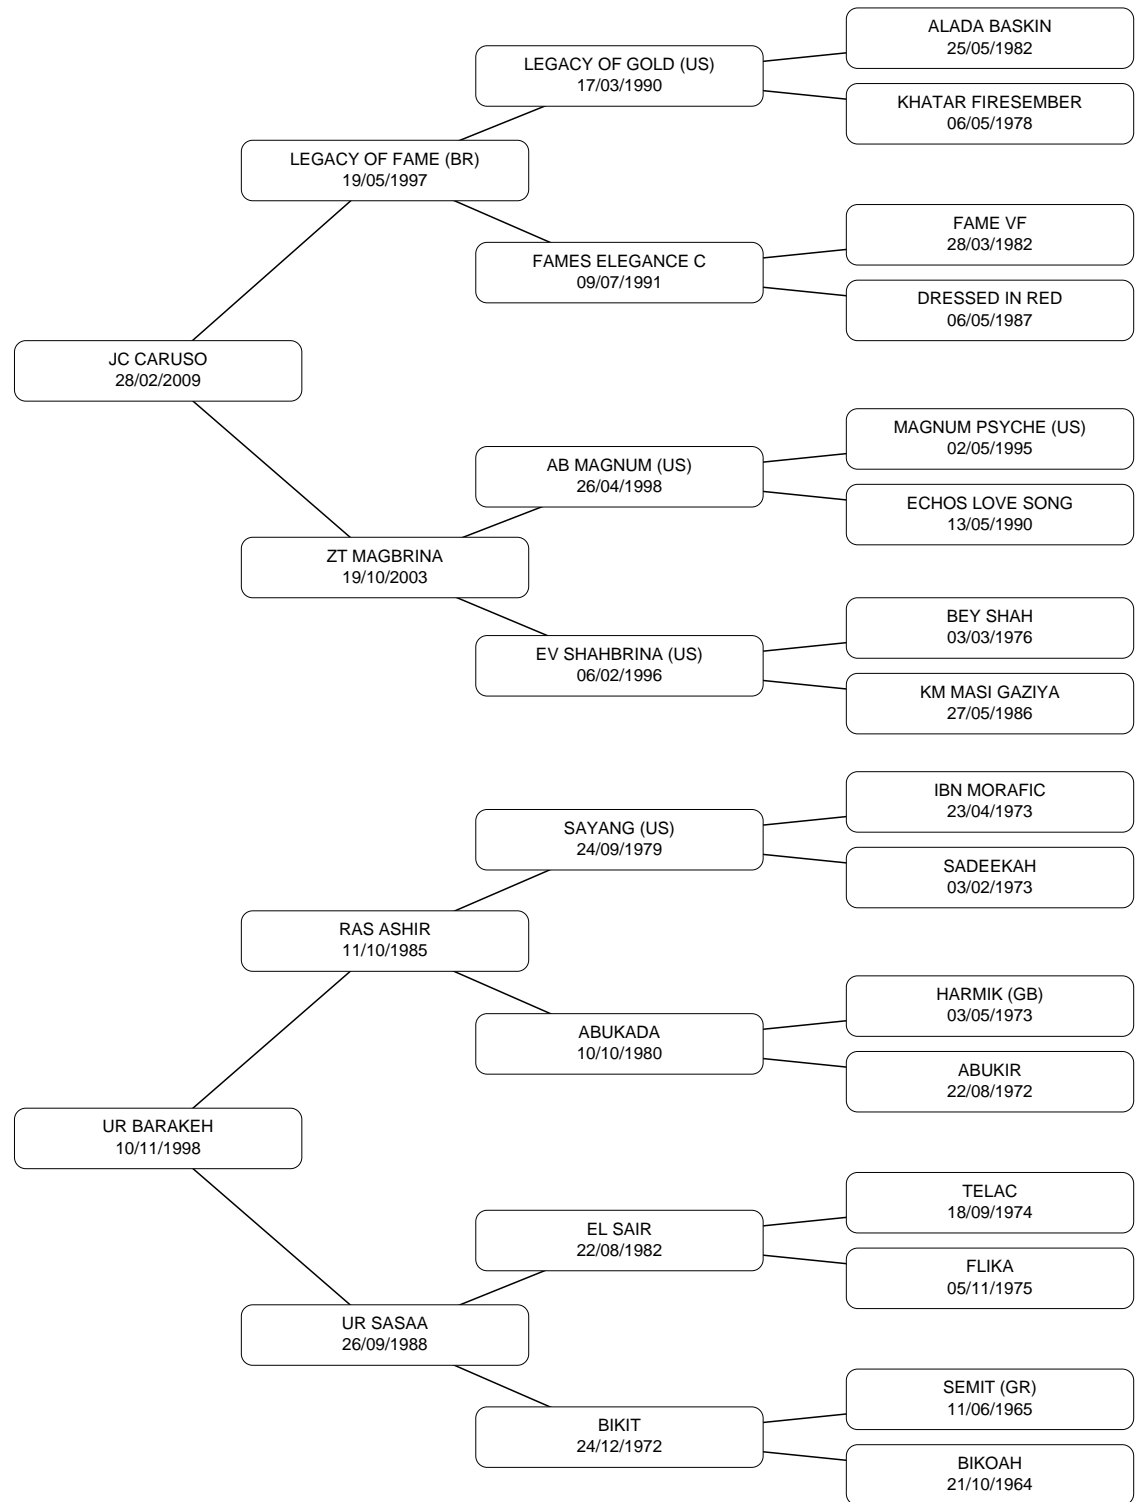 ALADA BASKIN
25/05/1982
LEGACY OF GOLD (US)
17/03/1990
KHATAR FIRESEMBER
06/05/1978
LEGACY OF FAME (BR)
19/05/1997
FAME VF
28/03/1982
FAMES ELEGANCE C
09/07/1991
DRESSED IN RED
06/05/1987
JC CARUSO
28/02/2009
MAGNUM PSYCHE (US)
02/05/1995
AB MAGNUM (US)
26/04/1998
ECHOS LOVE SONG
13/05/1990
ZT MAGBRINA
19/10/2003
BEY SHAH
03/03/1976
EV SHAHBRINA (US)
06/02/1996
KM MASI GAZIYA
27/05/1986
IBN MORAFIC
23/04/1973
SAYANG (US)
24/09/1979
SADEEKAH
03/02/1973
RAS ASHIR
11/10/1985
HARMIK (GB)
03/05/1973
ABUKADA
10/10/1980
ABUKIR
22/08/1972
UR BARAKEH
10/11/1998
TELAC
18/09/1974
EL SAIR
22/08/1982
FLIKA
05/11/1975
UR SASAA
26/09/1988
SEMIT (GR)
11/06/1965
BIKIT
24/12/1972
BIKOAH
21/10/1964